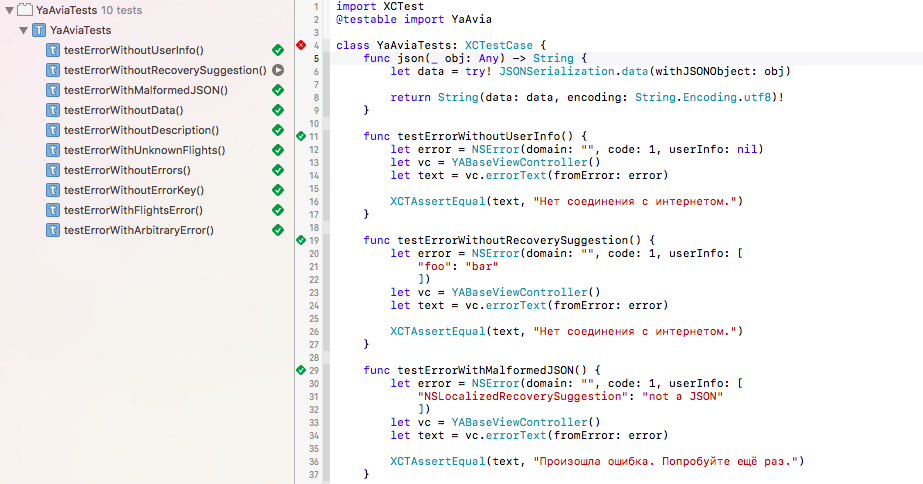 YaAviaTests 10 tests
YaAviaTests
testErrorWithoutUserInfo()
testErrorWithoutRecoverySuggestion()
testErrorWithMalformedJSON()
testErrorWithoutData()
testErrorWithoutDescription()
testErrorWithUnknownFlights()
testErrorWithoutErrors()
testErrorWithoutErrorKey()
testErrorWithFlightsError()
testErrorWithArbitraryError()
1 import XCTest
2 @testable import YaAvia
3
4 class YaAviaTests: XCTestCase {
5 func json(_ obj: Any) -> String {
6 let data = try! JSONSerialization.data(withJSONObject: obj)
7
8 return String(data: data, encoding: String.Encoding.utf8)!
9 }
10
11 func testErrorWithoutUserInfo() {
12 let error = NSError(domain: "", code: 1, userInfo: nil)
13 let vc = YABaseViewController()
14 let text = vc.errorText(fromError: error)
15
16 XCTAssertEqual(text, "Нет соединения с интернетом.")
17 }
18
19 func testErrorWithoutRecoverySuggestion() {
20 let error = NSError(domain: "", code: 1, userInfo: [
21 "foo": "bar"
22 ])
23 let vc = YABaseViewController()
24 let text = vc.errorText(fromError: error)
25
26 XCTAssertEqual(text, "Нет соединения с интернетом.")
27 }
28
29 func testErrorWithMalformedJSON() {
30 let error = NSError(domain: "", code: 1, userInfo: [
31 "NSLocalizedRecoverySuggestion": "not a JSON"
32 ])
33 let vc = YABaseViewController()
34 let text = vc.errorText(fromError: error)
35
36 XCTAssertEqual(text, "Произошла ошибка. Попробуйте ещё раз.")
37 }